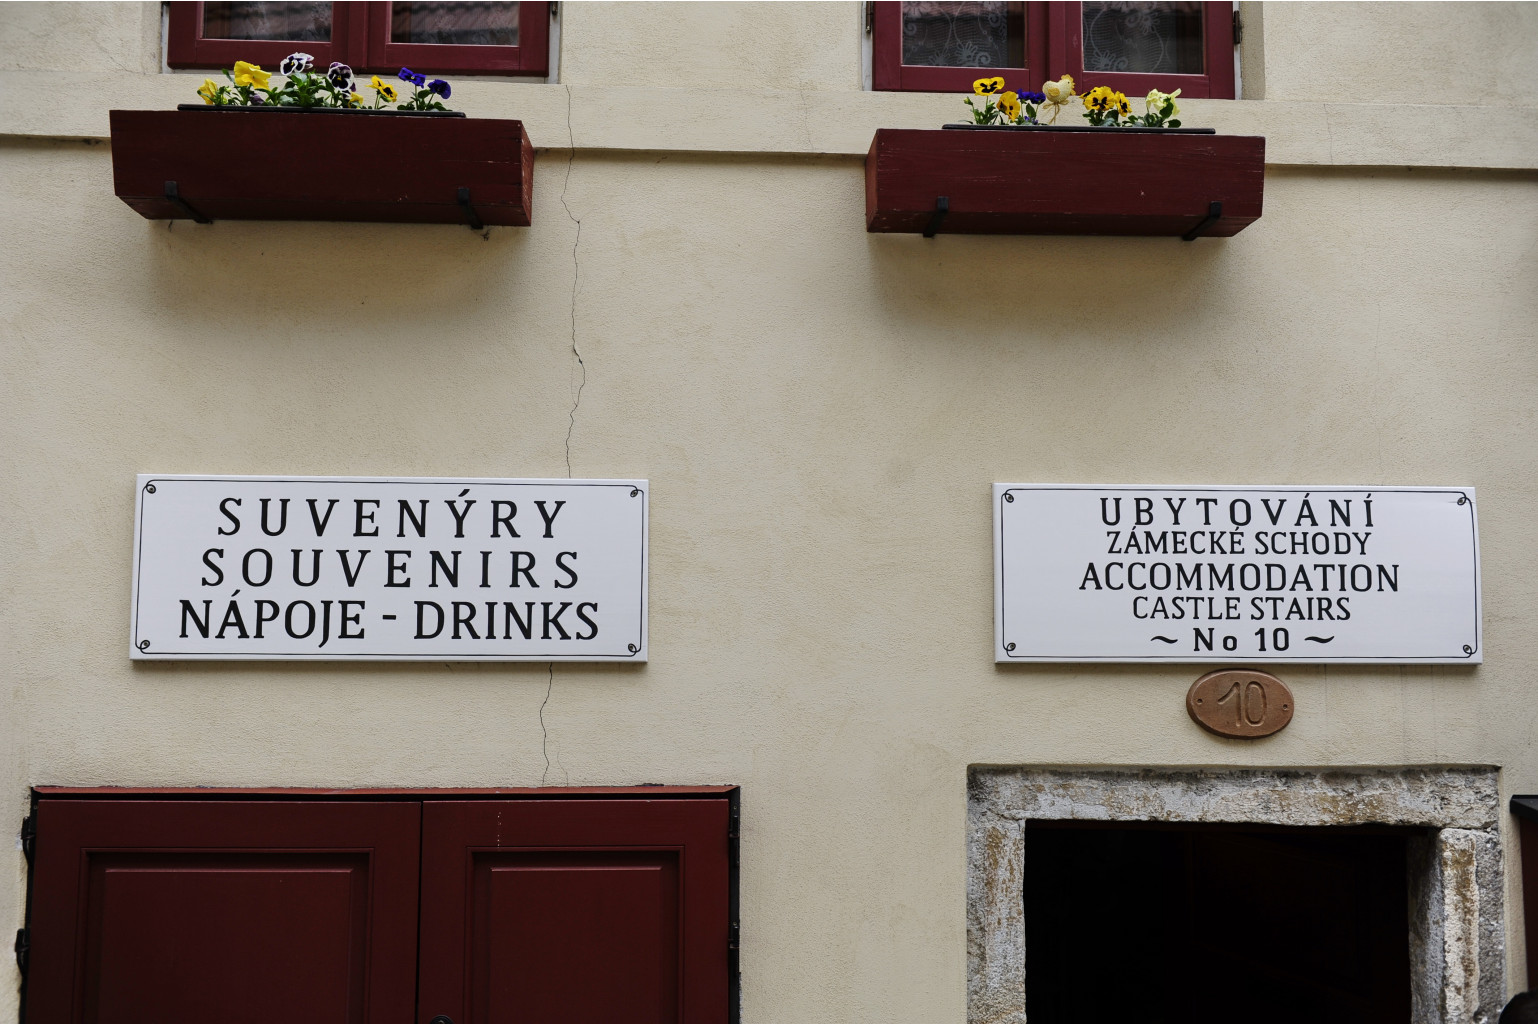 SUVENÝRY
SOUVENIRS
NÁPOJE - DRINKS
UBYTOVÁNÍ
ZÁMECKÉ SCHODY
ACCOMMODATION
CASTLE STAIRS
~ No 10 ~
10